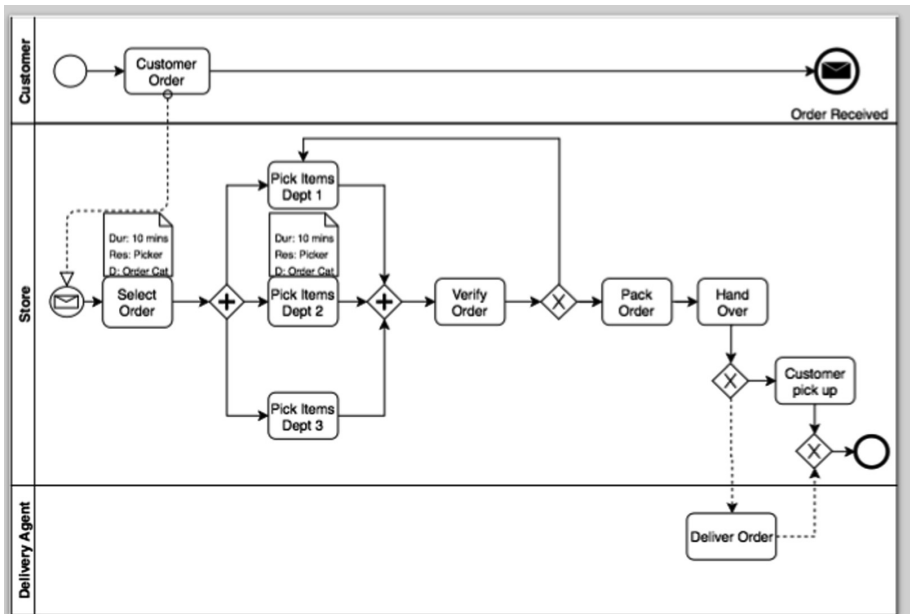 Customer
Customer
Order
Order Received
Store
Pick Items
Dept 1
Dur: 10 mins
Res: Picker
D: Order Cat
Select
Order
Dur: 10 mins
Res: Picker
D: Order Cat
Pick Items
Dept 2
Verify
Order
X
Pack
Order
Hand
Over
X
Customer
pick up
Pick Items
Dept 3
X
Delivery Agent
Deliver Order